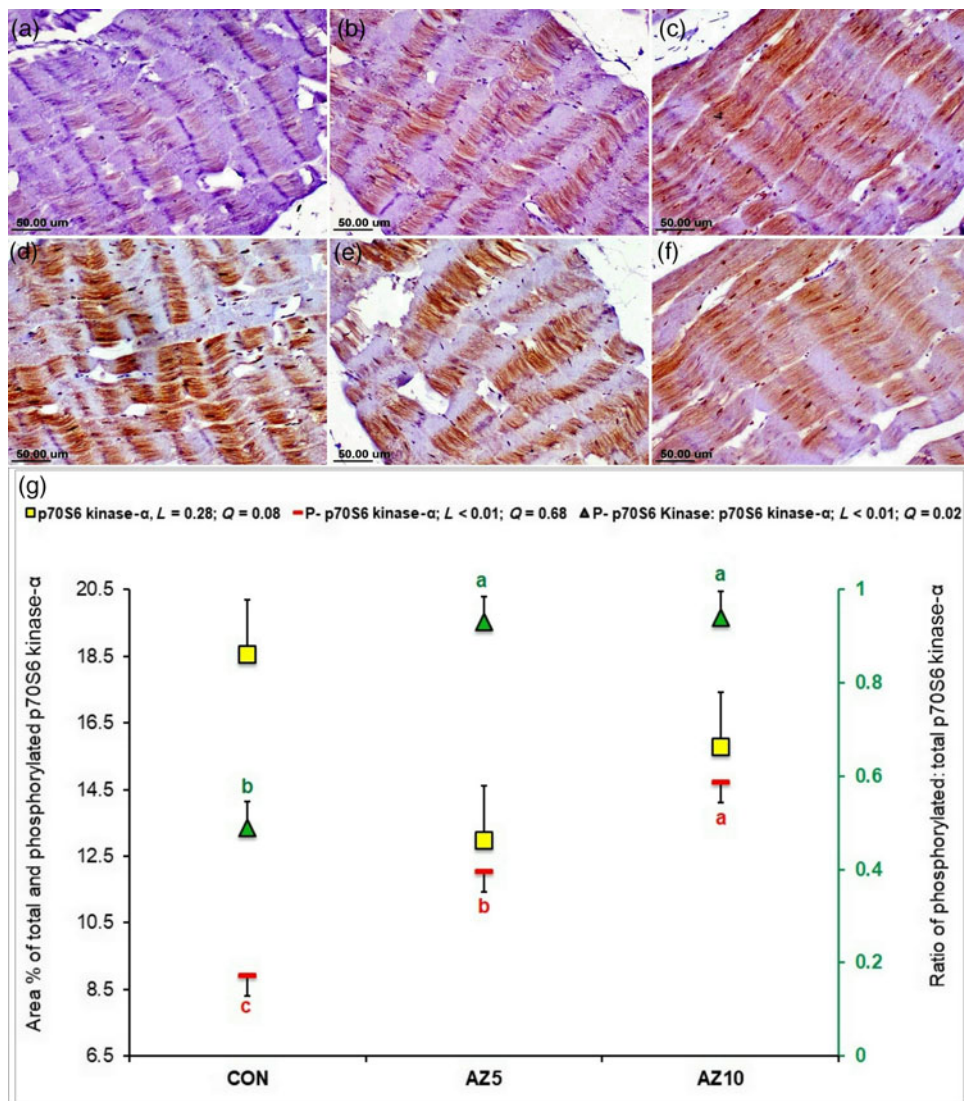 (a)
(b)
(c)
50.00 um
50.00 um
50.00 um
(d)
(e)
(f)
50.00 um
50.00 um
50.00 um
(g)
p70S6 kinase-α, L = 0.28; Q = 0.08 P- p70S6 kinase-α; L < 0.01; Q = 0.68 P- p70S6 Kinase: p70S6 kinase-α; L < 0.01; Q = 0.02
Area % of total and phosphorylated p70S6 kinase-α
20.5
18.5
16.5
14.5
12.5
10.5
8.5
6.5
b
c
a
b
a
a
1
0.8
0.6
0.4
0.2
0
Ratio of phosphorylated: total p70S6 kinase-α
CON AZ5 AZ10